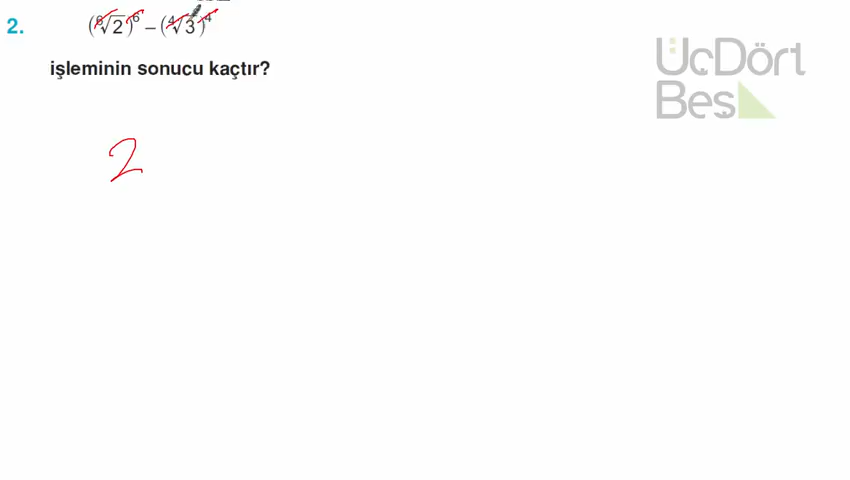 2. (⁶√2)⁶ – (⁴√3)⁴
işleminin sonucu kaçtır?
ÜçDört
Beş
2